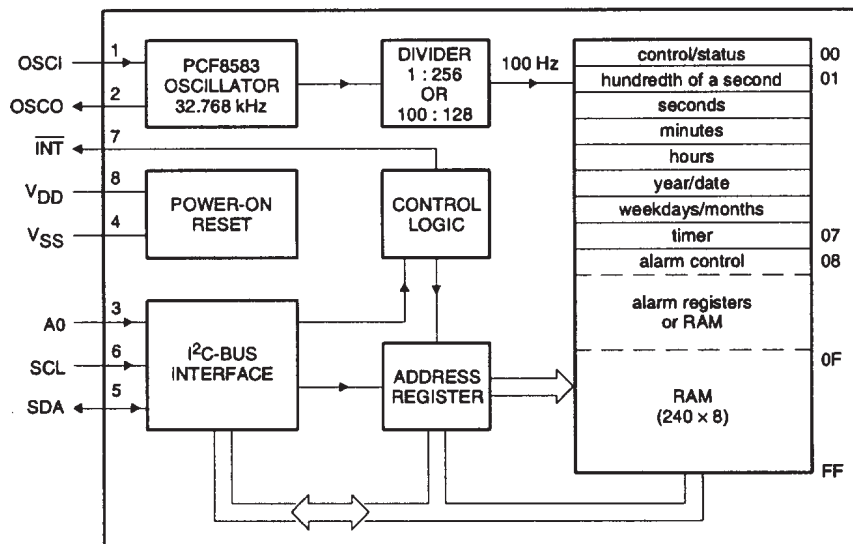 OSCI
1
OSCO
2
INT
7
VDD
8
VSS
4
A0
3
SCL
6
SDA
5
PCF8583
OSCILLATOR
32.768 kHz
DIVIDER
1 : 256
OR
100 : 128
100 Hz
POWER-ON
RESET
CONTROL
LOGIC
I²C-BUS
INTERFACE
ADDRESS
REGISTER
control/status
00
hundredth of a second
01
seconds
minutes
hours
year/date
weekdays/months
timer
07
alarm control
08
alarm registers
or RAM
0F
RAM
(240 × 8)
FF